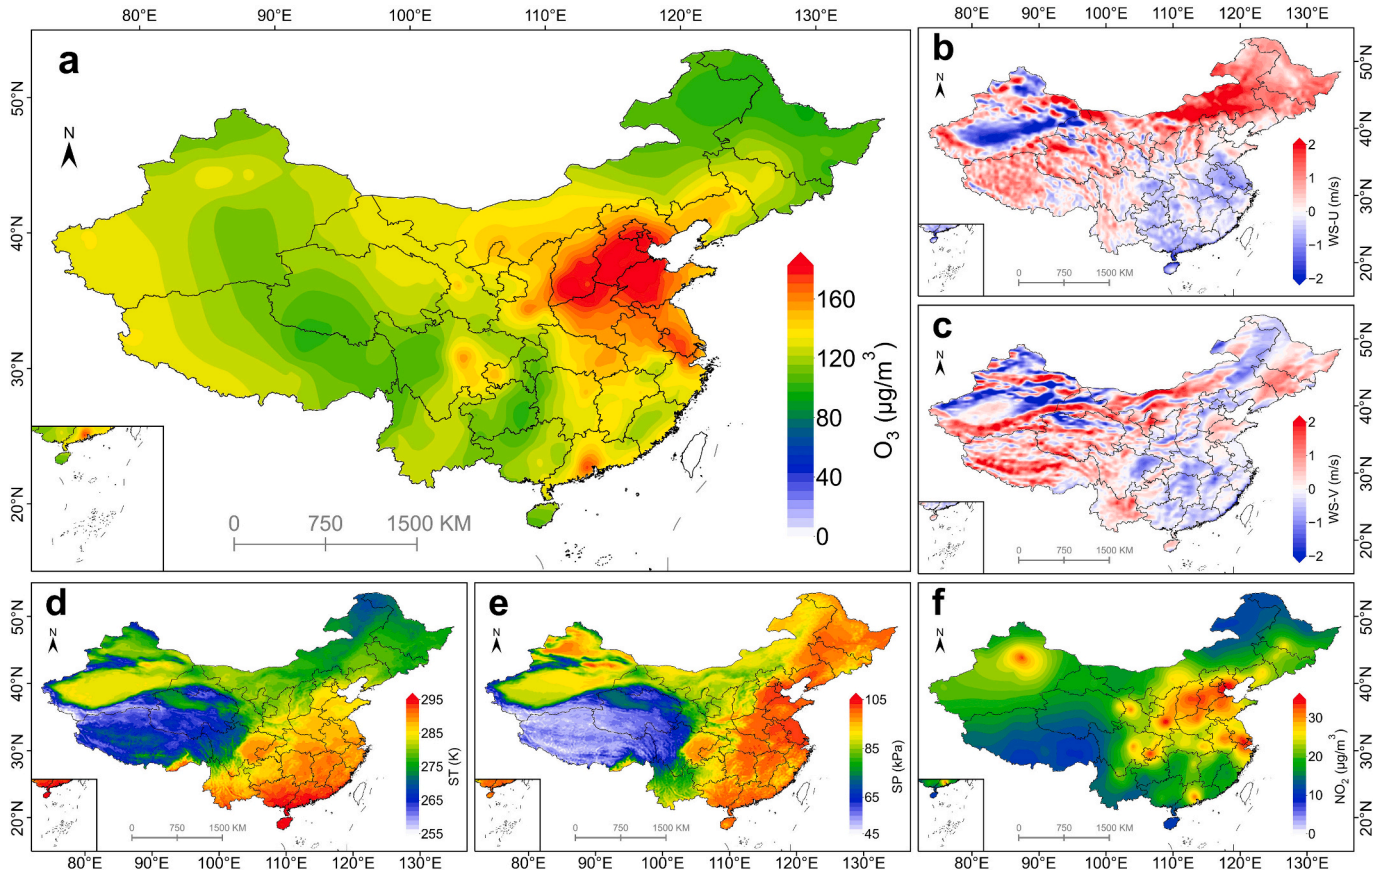 80°E 90°E 100°E 110°E 120°E 130°E
a
N
50°N
40°N
30°N
20°N
0 750 1500 KM
160
120
80
40
0
O3 (µg/m3)
80°E 90°E 100°E 110°E 120°E 130°E
b
N
50°N
40°N
30°N
20°N
2
1
0
−1
−2
WS-U (m/s)
0 750 1500 KM
c
N
50°N
40°N
30°N
20°N
2
1
0
−1
−2
WS-V (m/s)
0 750 1500 KM
d
N
50°N
40°N
30°N
20°N
295
285
275
265
255
ST (K)
0 750 1500 KM
80°E 90°E 100°E 110°E 120°E 130°E
e
N
105
85
65
45
SP (kPa)
0 750 1500 KM
80°E 90°E 100°E 110°E 120°E 130°E
f
N
50°N
40°N
30°N
20°N
30
20
10
0
NO2 (µg/m3)
0 750 1500 KM
80°E 90°E 100°E 110°E 120°E 130°E